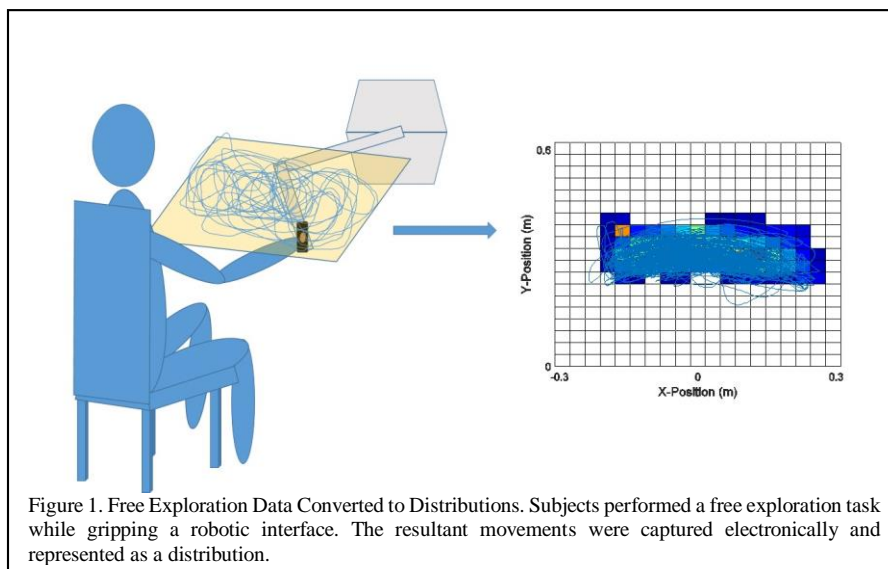 0.6
Y-Position (m)
0
-0.3
0
0.3
X-Position (m)
Figure 1. Free Exploration Data Converted to Distributions. Subjects performed a free exploration task
while gripping a robotic interface. The resultant movements were captured electronically and
represented as a distribution.